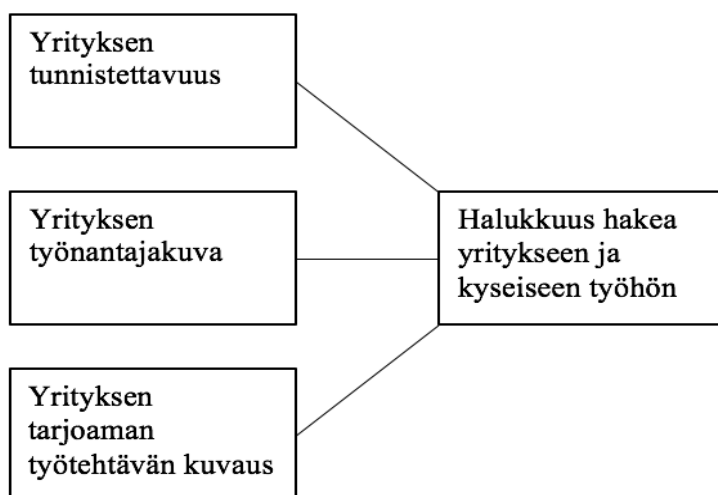 Yrityksen
tunnistettavuus
Yrityksen
työnantajakuva
Halukkuus hakea
yritykseen ja
kyseiseen työhön
Yrityksen
tarjoaman
työtehtävän kuvaus